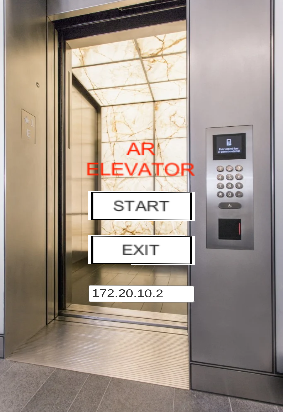 AR
ELEVATOR
START
EXIT
172.20.10.2